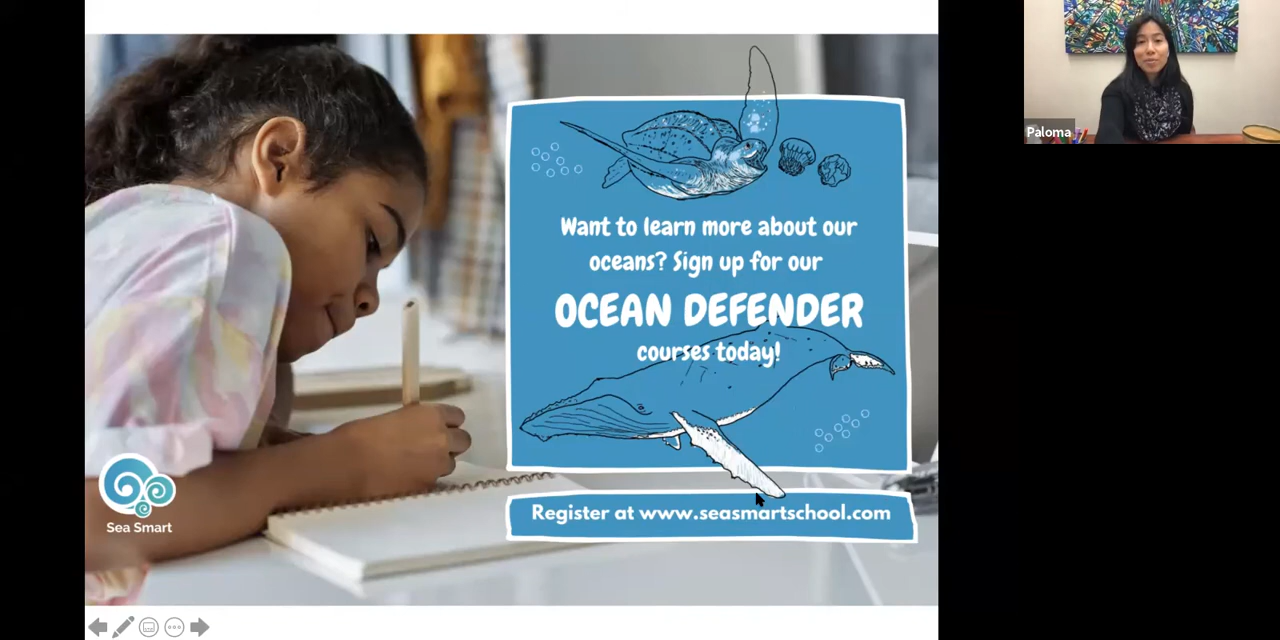 Want to learn more about our
oceans? Sign up for our
OCEAN DEFENDER
courses today!
Register at www.seasmartschool.com
Sea Smart
Paloma